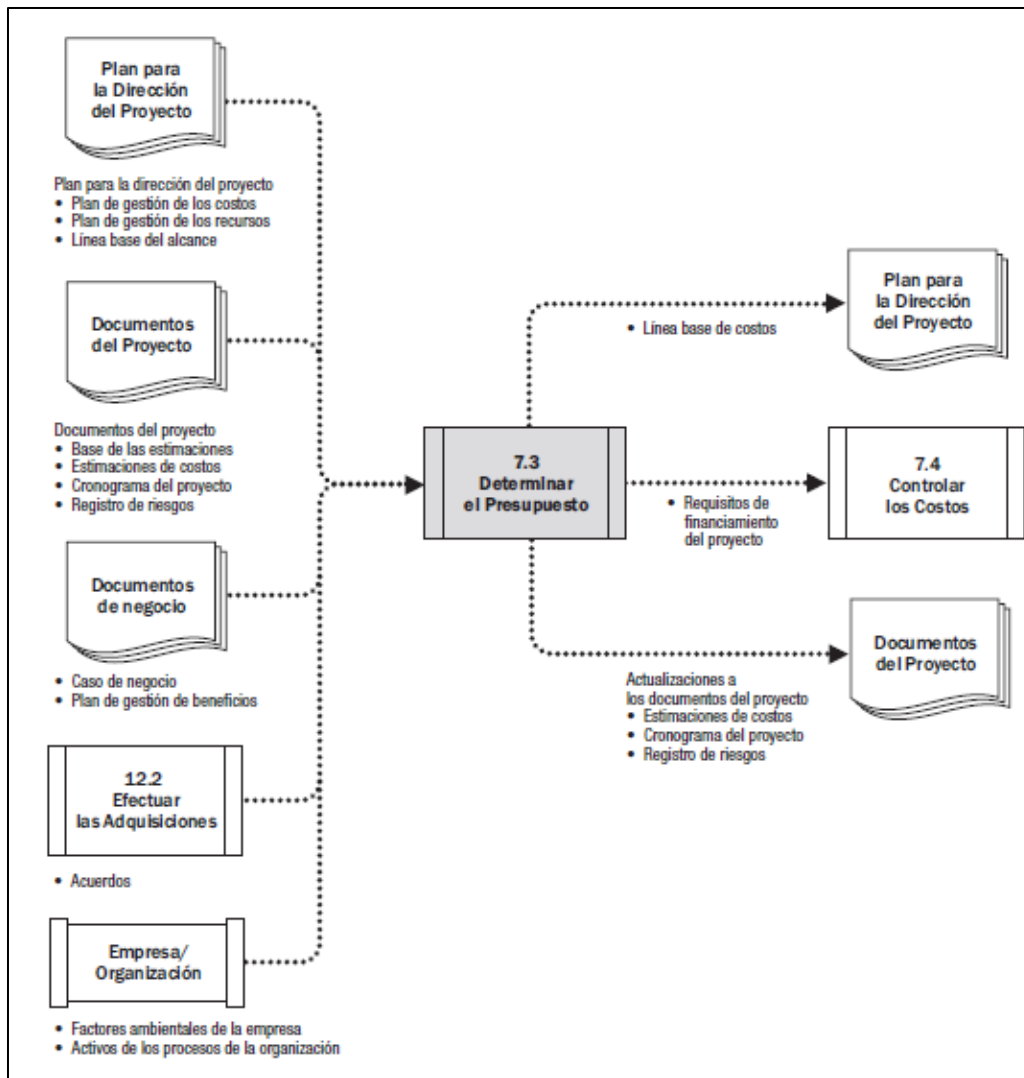 Plan para
la Dirección
del Proyecto
Plan para la dirección del proyecto
• Plan de gestión de los costos
• Plan de gestión de los recursos
• Línea base del alcance
Documentos
del Proyecto
Documentos del proyecto
• Base de las estimaciones
• Estimaciones de costos
• Cronograma del proyecto
• Registro de riesgos
Documentos
de negocio
• Caso de negocio
• Plan de gestión de beneficios
12.2
Efectuar
las Adquisiciones
• Acuerdos
Empresa/
Organización
• Factores ambientales de la empresa
• Activos de los procesos de la organización
7.3
Determinar
el Presupuesto
• Línea base de costos
Plan para
la Dirección
del Proyecto
• Requisitos de
financiamiento
del proyecto
7.4
Controlar
los Costos
Actualizaciones a
los documentos del proyecto
• Estimaciones de costos
• Cronograma del proyecto
• Registro de riesgos
Documentos
del Proyecto